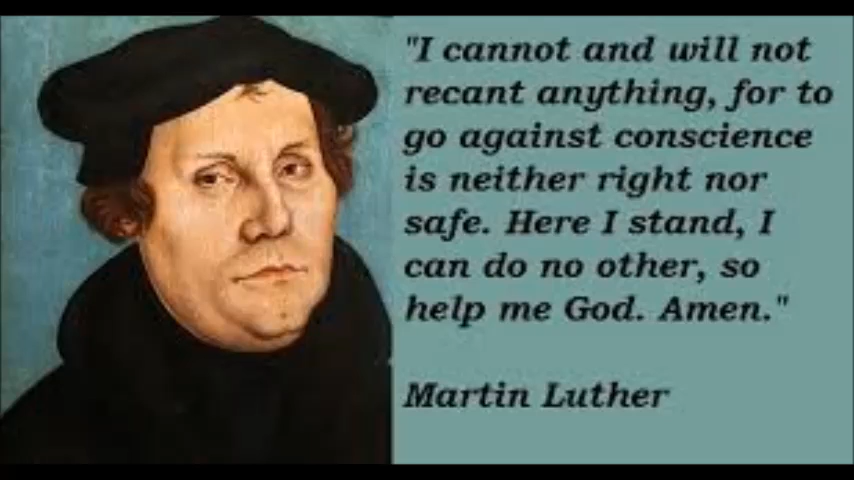 "I cannot and will not
recant anything, for to
go against conscience
is neither right nor
safe. Here I stand, I
can do no other, so
help me God. Amen."
Martin Luther